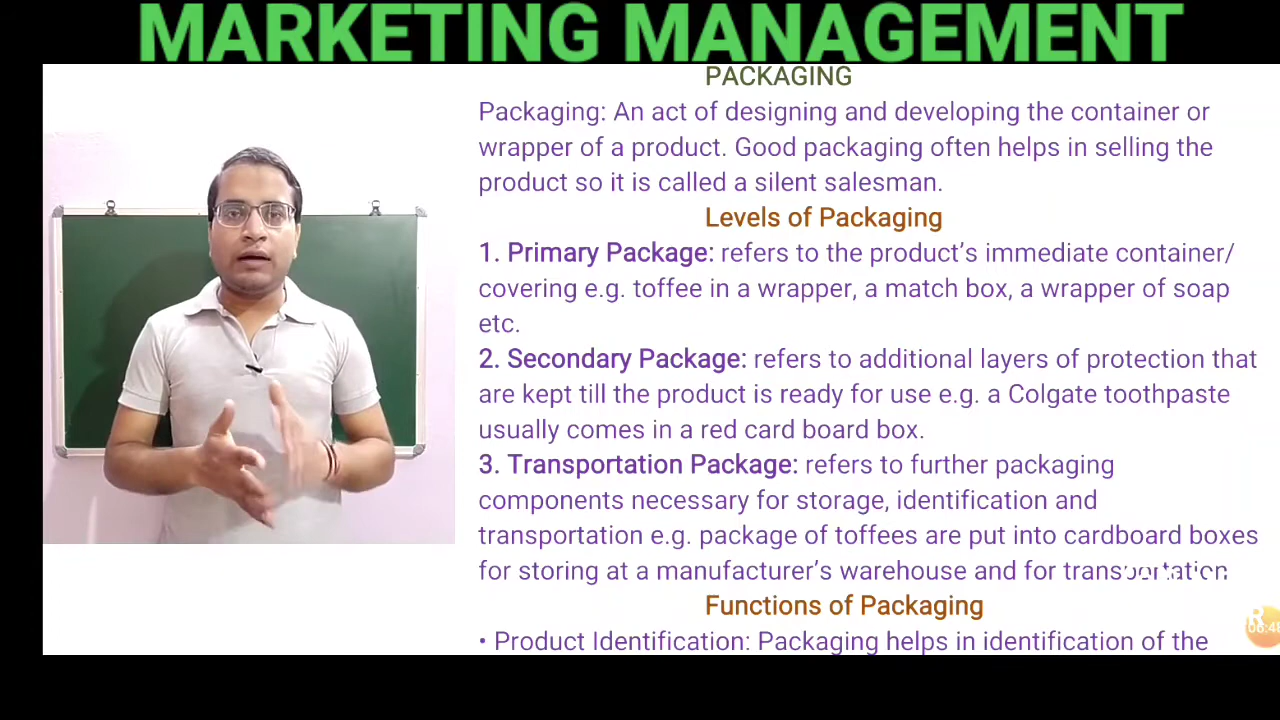 MARKETING MANAGEMENT
PACKAGING
Packaging: An act of designing and developing the container or
wrapper of a product. Good packaging often helps in selling the
product so it is called a silent salesman.
Levels of Packaging
1. Primary Package: refers to the product’s immediate container/
covering e.g. toffee in a wrapper, a match box, a wrapper of soap
etc.
2. Secondary Package: refers to additional layers of protection that
are kept till the product is ready for use e.g. a Colgate toothpaste
usually comes in a red card board box.
3. Transportation Package: refers to further packaging
components necessary for storage, identification and
transportation e.g. package of toffees are put into cardboard boxes
for storing at a manufacturer’s warehouse and for transportation
Functions of Packaging
• Product Identification: Packaging helps in identification of the